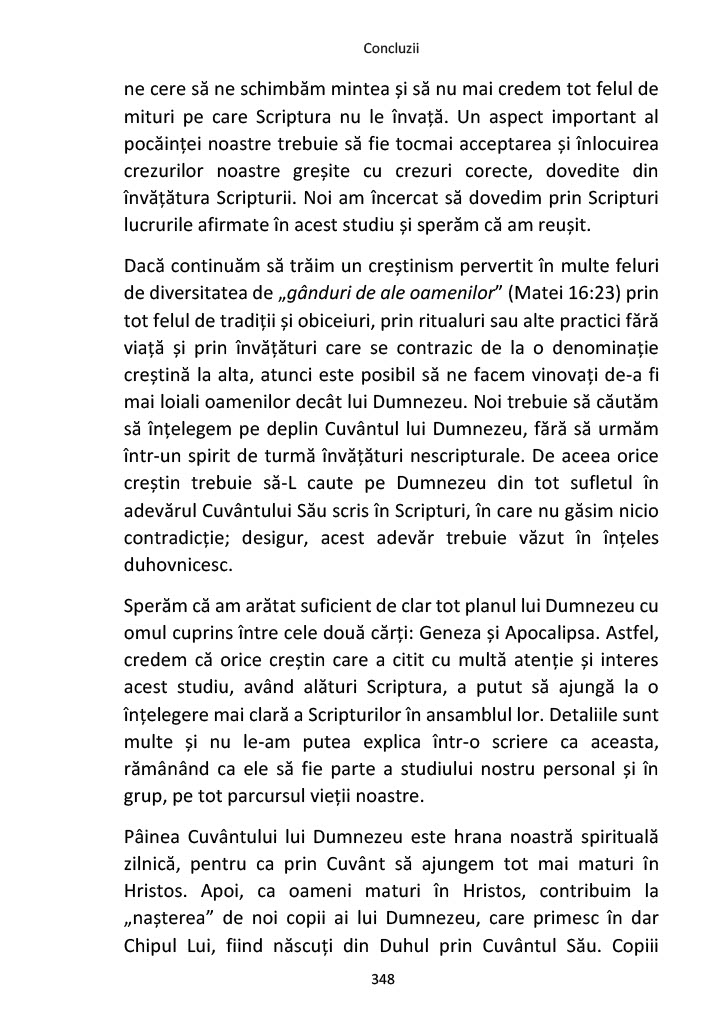 Concluzii
ne cere să ne schimbăm mintea și să nu mai credem tot felul de
mituri pe care Scriptura nu le învață. Un aspect important al
pocăinței noastre trebuie să fie tocmai acceptarea și înlocuirea
crezurilor noastre greșite cu crezuri corecte, dovedite din
învățătura Scripturii. Noi am încercat să dovedim prin Scripturi
lucrurile afirmate în acest studiu și sperăm că am reușit.
Dacă continuăm să trăim un creștinism pervertit în multe feluri
de diversitatea de „gânduri de ale oamenilor” (Matei 16:23) prin
tot felul de tradiții și obiceiuri, prin ritualuri sau alte practici fără
viață și prin învățături care se contrazic de la o denominație
creștină la alta, atunci este posibil să ne facem vinovați de-a fi
mai loiali oamenilor decât lui Dumnezeu. Noi trebuie să căutăm
să înțelegem pe deplin Cuvântul lui Dumnezeu, fără să urmăm
într-un spirit de turmă învățături nescripturale. De aceea orice
creștin trebuie să-L caute pe Dumnezeu din tot sufletul în
adevărul Cuvântului Său scris în Scripturi, în care nu găsim nicio
contradicție; desigur, acest adevăr trebuie văzut în înțeles
duhovnicesc.
Sperăm că am arătat suficient de clar tot planul lui Dumnezeu cu
omul cuprins între cele două cărți: Geneza și Apocalipsa. Astfel,
credem că orice creștin care a citit cu multă atenție și interes
acest studiu, având alături Scriptura, a putut să ajungă la o
înțelegere mai clară a Scripturilor în ansamblul lor. Detaliile sunt
multe și nu le-am putea explica într-o scriere ca aceasta,
rămânând ca ele să fie parte a studiului nostru personal și în
grup, pe tot parcursul vieții noastre.
Pâinea Cuvântului lui Dumnezeu este hrana noastră spirituală
zilnică, pentru ca prin Cuvânt să ajungem tot mai maturi în
Hristos. Apoi, ca oameni maturi în Hristos, contribuim la
„nașterea” de noi copii ai lui Dumnezeu, care primesc în dar
Chipul Lui, fiind născuți din Duhul prin Cuvântul Său. Copiii
348